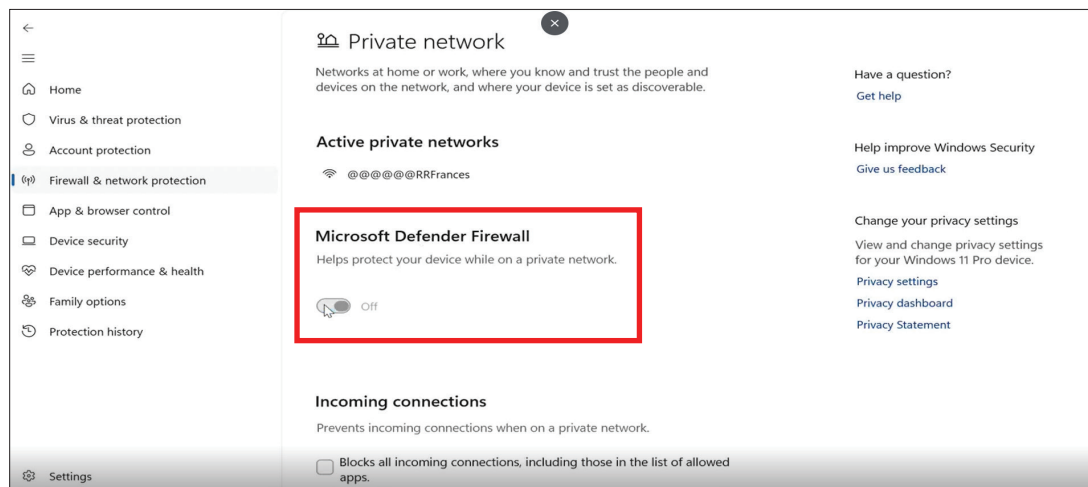 Home
Virus & threat protection
Account protection
Firewall & network protection
App & browser control
Device security
Device performance & health
Family options
Protection history
Settings
Private network
Networks at home or work, where you know and trust the people and
devices on the network, and where your device is set as discoverable.
Active private networks
@@@@@@RRFrances
Microsoft Defender Firewall
Helps protect your device while on a private network.
Off
Incoming connections
Prevents incoming connections when on a private network.
Blocks all incoming connections, including those in the list of allowed
apps.
Have a question?
Get help
Help improve Windows Security
Give us feedback
Change your privacy settings
View and change privacy settings
for your Windows 11 Pro device.
Privacy settings
Privacy dashboard
Privacy Statement